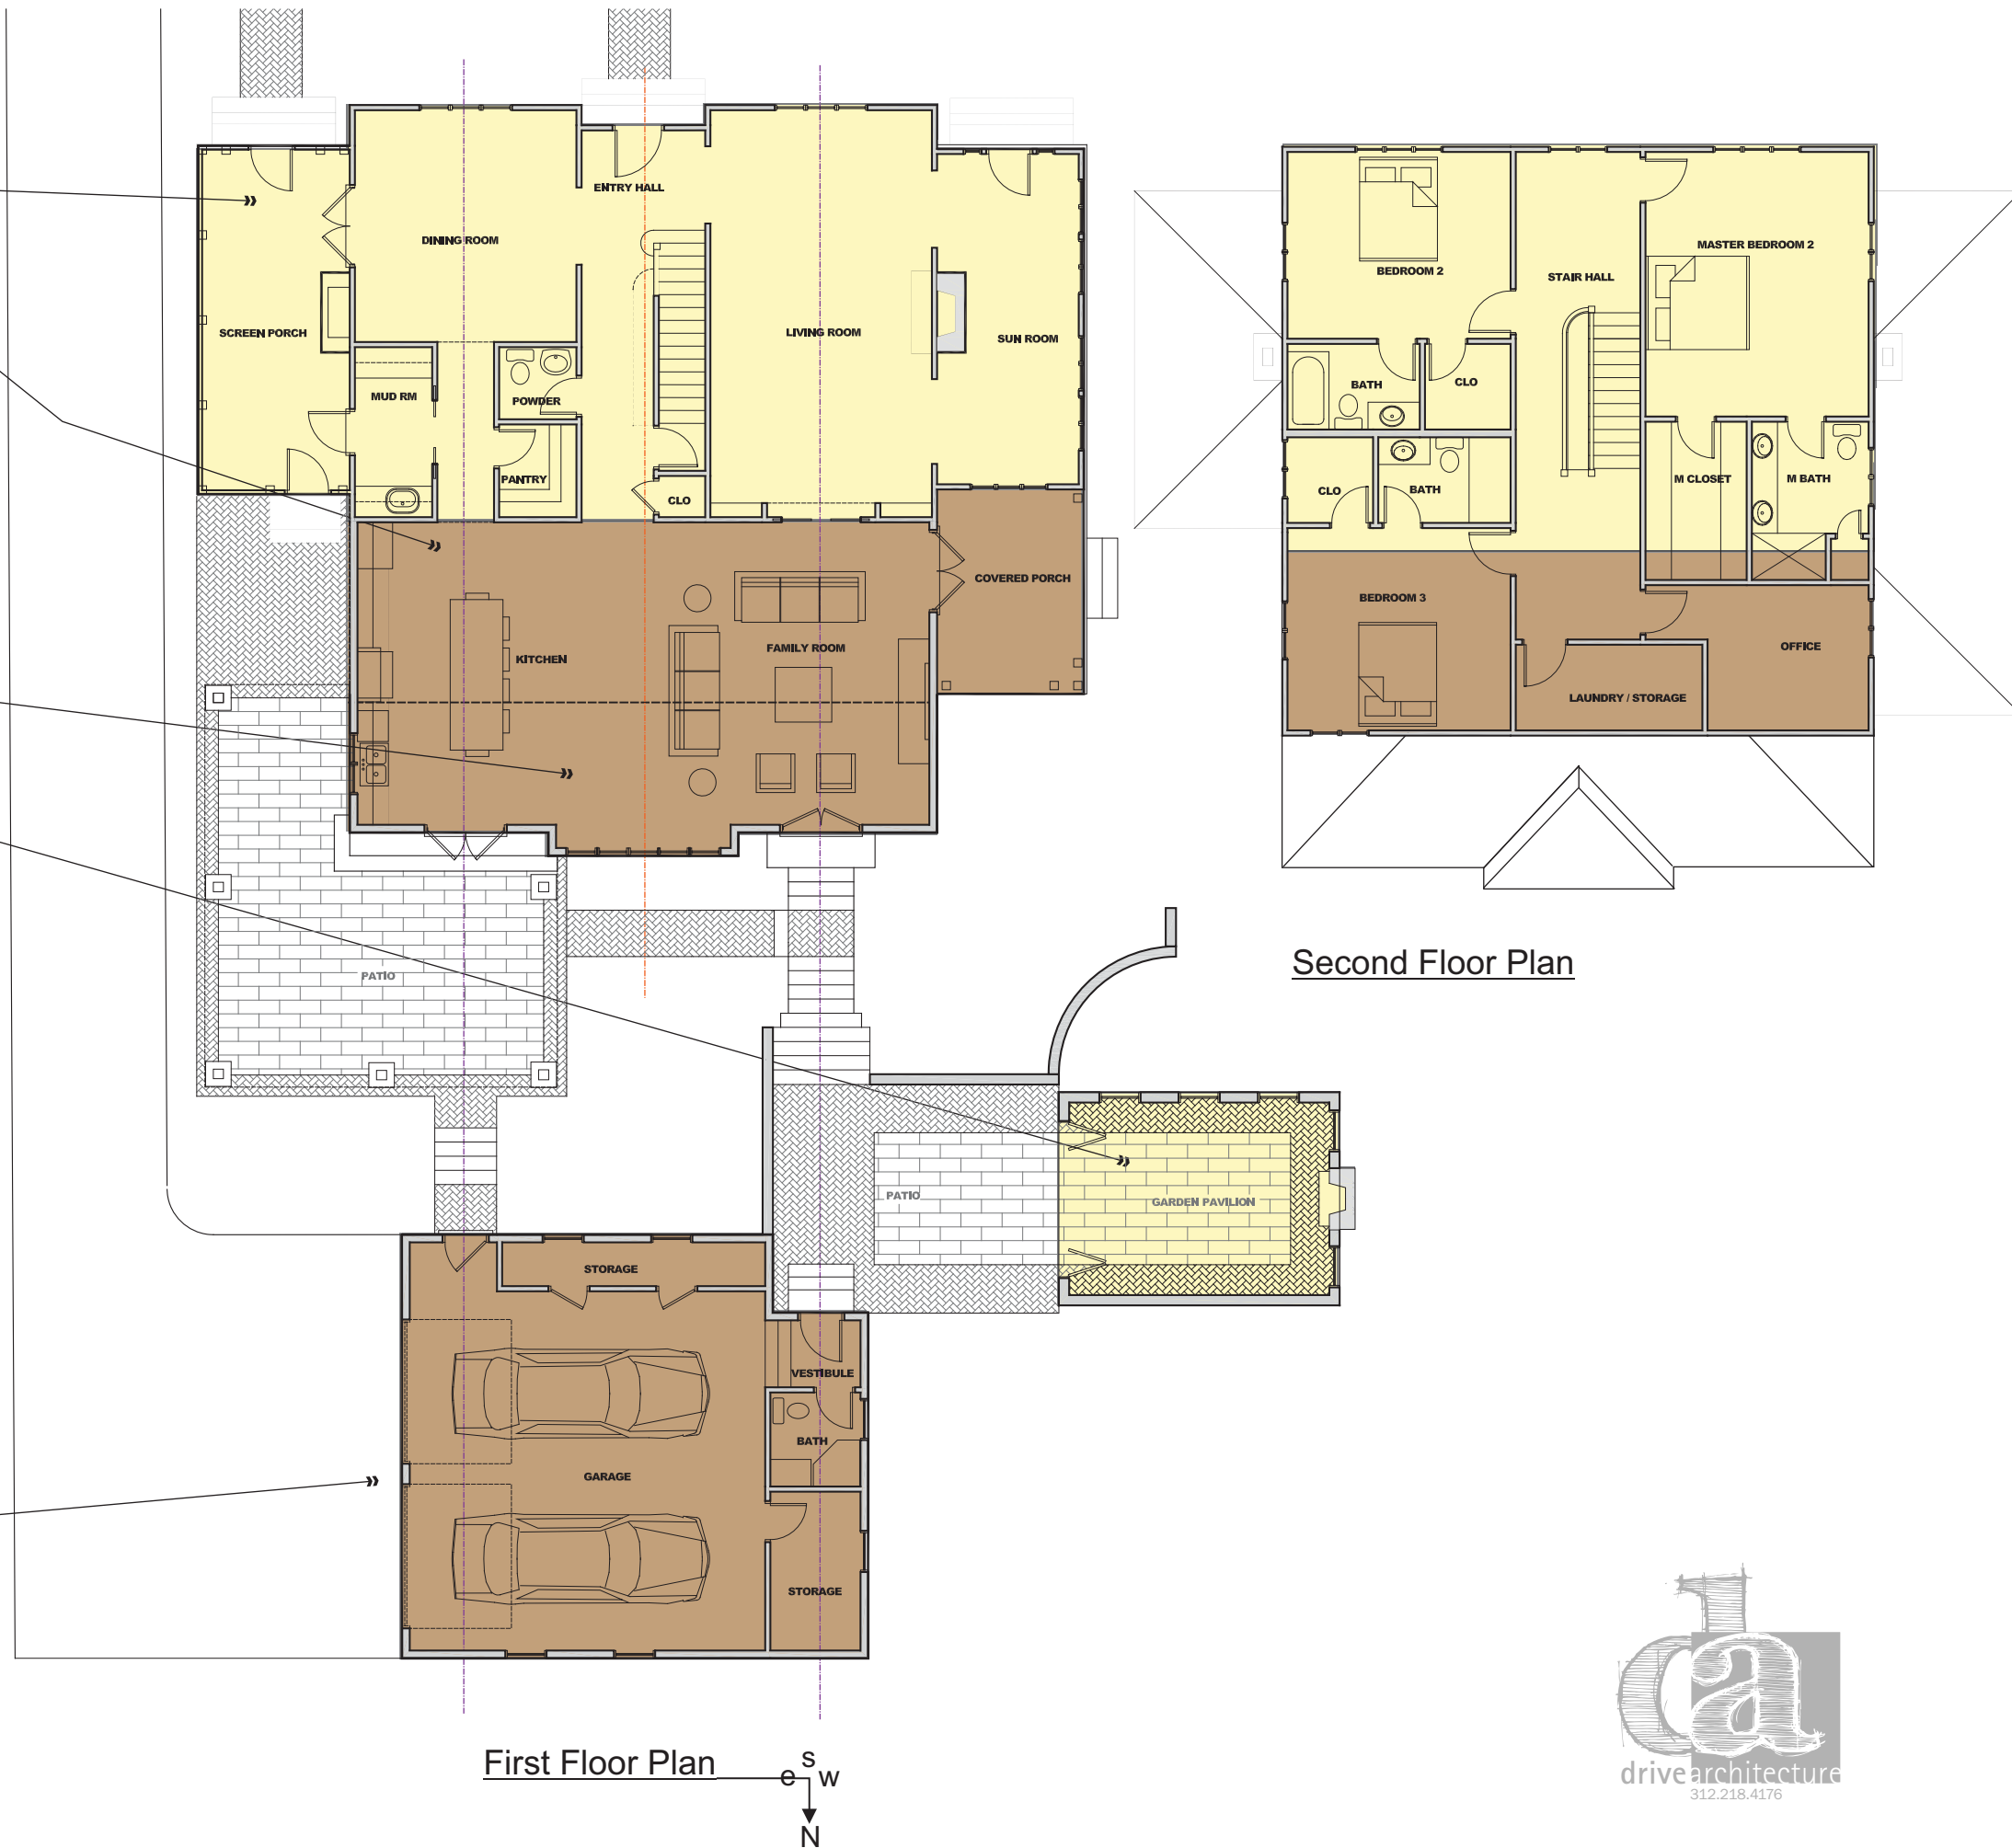 ENTRY HALL
DINING ROOM
SCREEN PORCH
LIVING ROOM
SUN ROOM
MUD RM
POWDER
PANTRY
CLO
COVERED PORCH
KITCHEN
FAMILY ROOM
PATIO
PATIO
GARDEN PAVILION
STORAGE
VESTIBULE
BATH
GARAGE
STORAGE
First Floor Plan
s
e w
N
MASTER BEDROOM 2
BEDROOM 2
STAIR HALL
BATH
CLO
CLO
BATH
M CLOSET
M BATH
BEDROOM 3
OFFICE
LAUNDRY / STORAGE
Second Floor Plan
da
drivearchitecture
312.218.4176